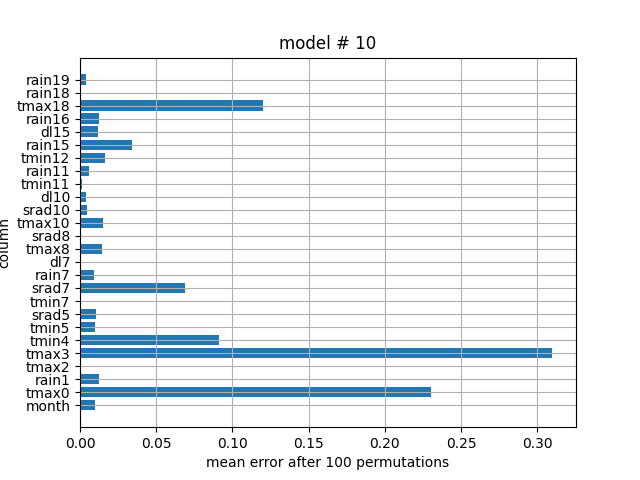 model # 10
rain19
rain18
tmax18
rain16
dl15
rain15
tmin12
rain11
tmin11
dl10
srad10
tmax10
srad8
tmax8
dl7
rain7
srad7
tmin7
srad5
tmin5
tmin4
tmax3
tmax2
rain1
tmax0
month
column
0.00 0.05 0.10 0.15 0.20 0.25 0.30
mean error after 100 permutations